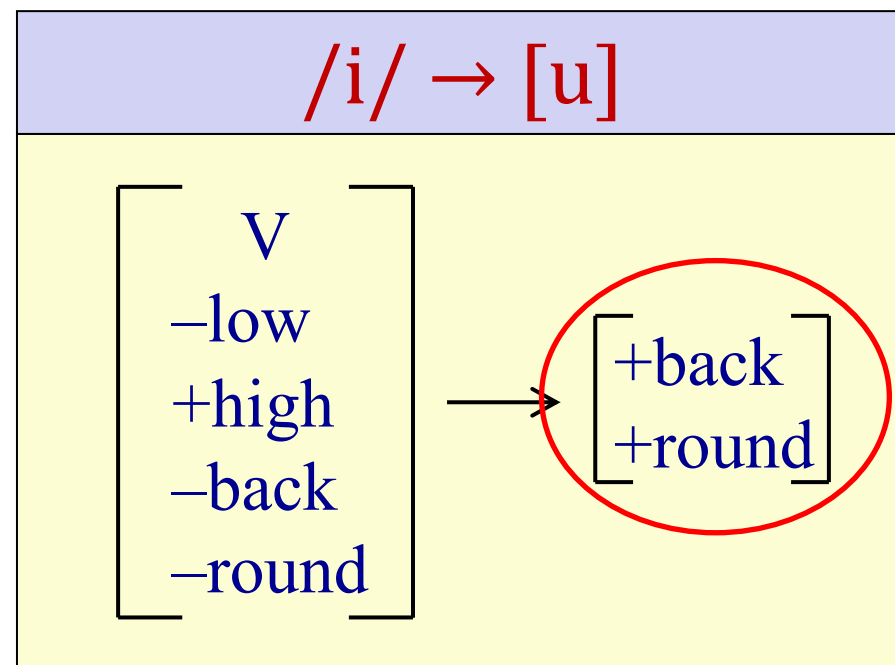 /i/ → [u]
V
–low
+high
–back
–round
+back
+round